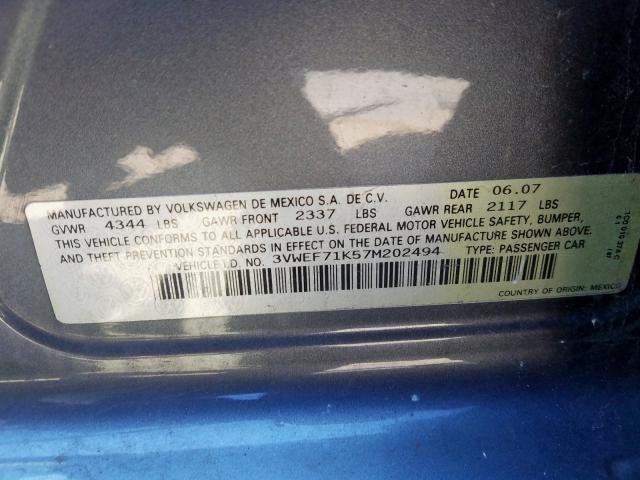 MANUFACTURED BY VOLKSWAGEN DE MEXICO S.A. DE C.V. DATE 06.07
GVWR 4344 LBS GAWR FRONT 2337 LBS GAWR REAR 2117 LBS
THIS VEHICLE CONFORMS TO ALL APPLICABLE U.S. FEDERAL MOTOR VEHICLE SAFETY, BUMPER,
AND THEFT PREVENTION STANDARDS IN EFFECT ON THE DATE OF MANUFACTURE SHOWN ABOVE.
VEHICLE I.D. NO. 3VWEF71K57M202494 TYPE: PASSENGER CAR
COUNTRY OF ORIGIN: MEXICO